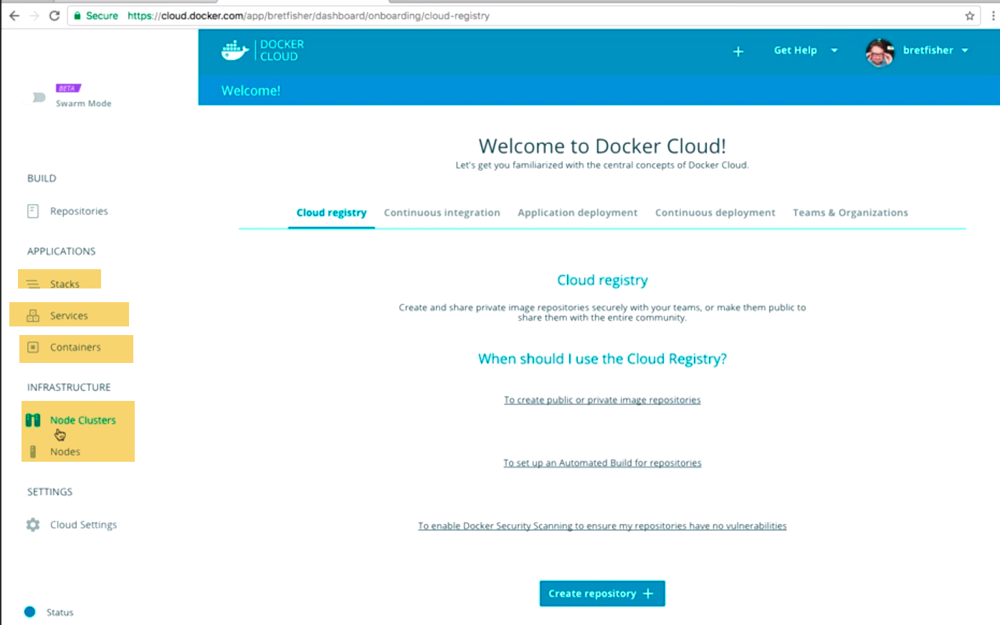 Secure https://cloud.docker.com/app/bretfisher/dashboard/onboarding/cloud-registry
DOCKER
CLOUD
Get Help
bretfisher
Welcome!
BETA
Swarm Mode
BUILD
Repositories
APPLICATIONS
Stacks
Services
Containers
INFRASTRUCTURE
Node Clusters
Nodes
SETTINGS
Cloud Settings
Status
Welcome to Docker Cloud!
Let's get you familiarized with the central concepts of Docker Cloud.
Cloud registry Continuous integration Application deployment Continuous deployment Teams & Organizations
Cloud registry
Create and share private image repositories securely with your teams, or make them public to
share them with the entire community.
When should I use the Cloud Registry?
To create public or private image repositories
To set up an Automated Build for repositories
To enable Docker Security Scanning to ensure my repositories have no vulnerabilities
Create repository +